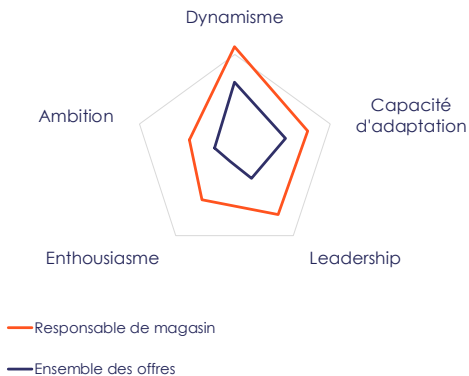 Dynamisme
Ambition
Capacité
d'adaptation
Enthousiasme
Leadership
Responsable de magasin
Ensemble des offres